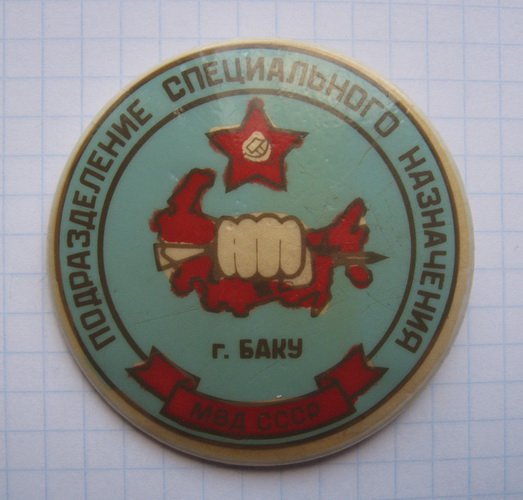 ПОДРАЗДЕЛЕНИЕ СПЕЦИАЛЬНОГО НАЗНАЧЕНИЯ
г. БАКУ
МВД СССР